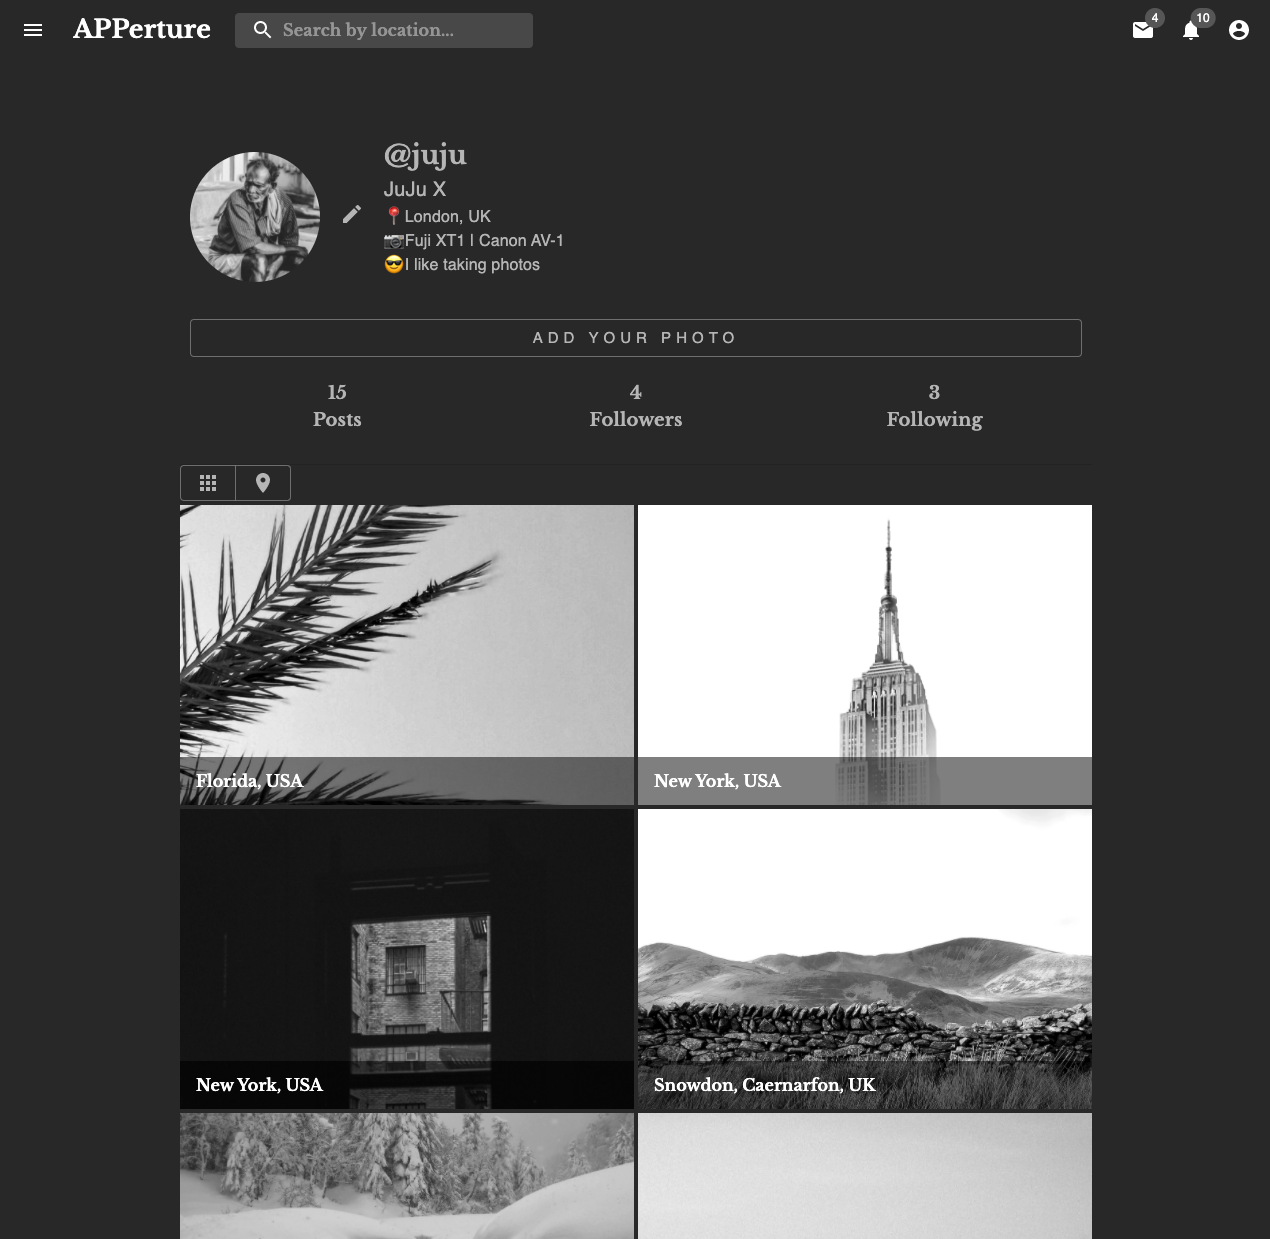 APPerture
Search by location...
4
10
@juju
JuJu X
📍London, UK
📷Fuji XT1 | Canon AV-1
😎I like taking photos
ADD YOUR PHOTO
15
Posts
4
Followers
3
Following
Florida, USA
New York, USA
New York, USA
Snowdon, Caernarfon, UK